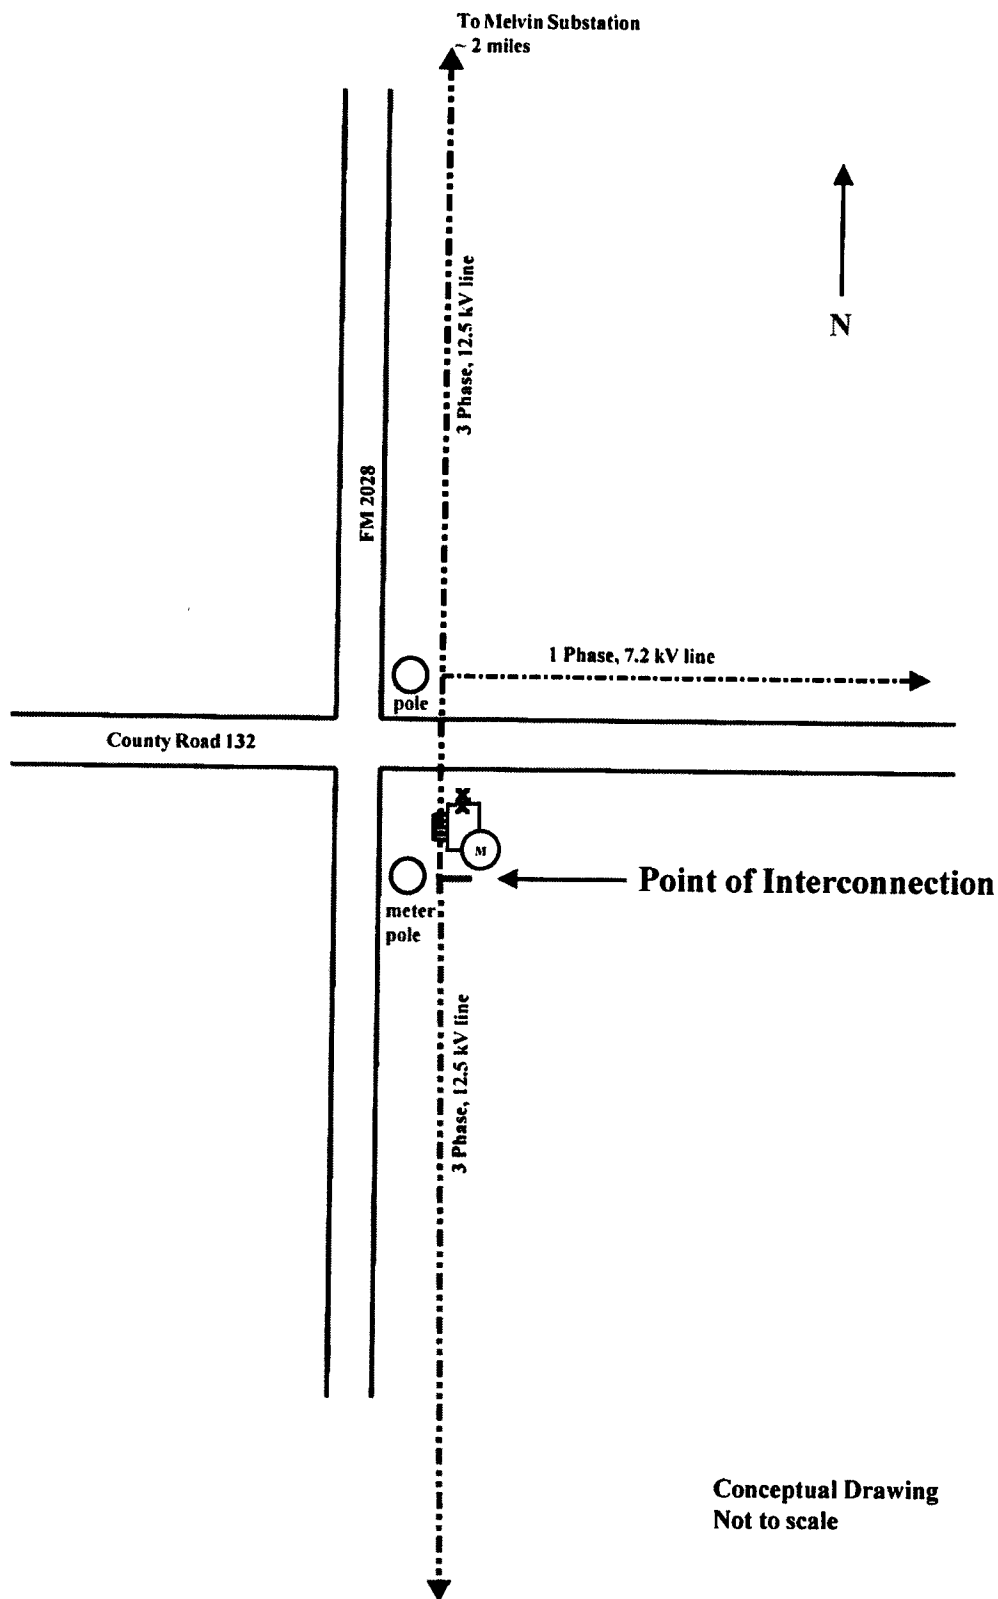 To Melvin Substation
~ 2 miles
3 Phase, 12.5 kV line
N
FM 2028
1 Phase, 7.2 kV line
pole
County Road 132
M
Point of Interconnection
meter
pole
3 Phase, 12.5 kV line
Conceptual Drawing
Not to scale